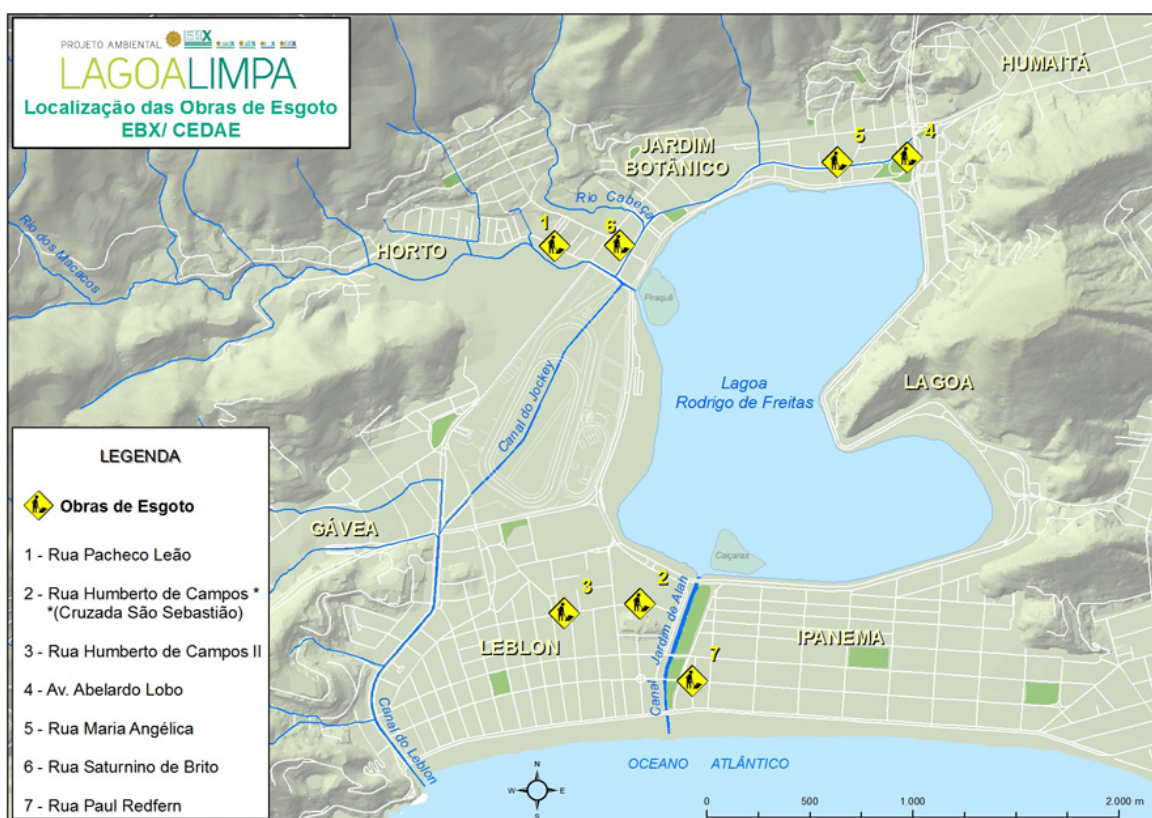 PROJETO AMBIENTAL EBX
LAGOALIMPA
Localização das Obras de Esgoto
EBX/ CEDAE
HUMAITÁ
JARDIM
BOTÂNICO
5
4
Rio Cabeça
1
6
HORTO
Rio dos Macacos
Piraquê
Canal do Jockey
Lagoa
Rodrigo de Freitas
LAGOA
GÁVEA
Caiçaras
3
2
LEBLON
Canal Jardim de Alah
IPANEMA
7
Canal do Leblon
OCEANO ATLÂNTICO
N
W
E
S
0 500 1.000 2.000 m
LEGENDA
Obras de Esgoto
1 - Rua Pacheco Leão
2 - Rua Humberto de Campos *
*(Cruzada São Sebastião)
3 - Rua Humberto de Campos II
4 - Av. Abelardo Lobo
5 - Rua Maria Angélica
6 - Rua Saturnino de Brito
7 - Rua Paul Redfern